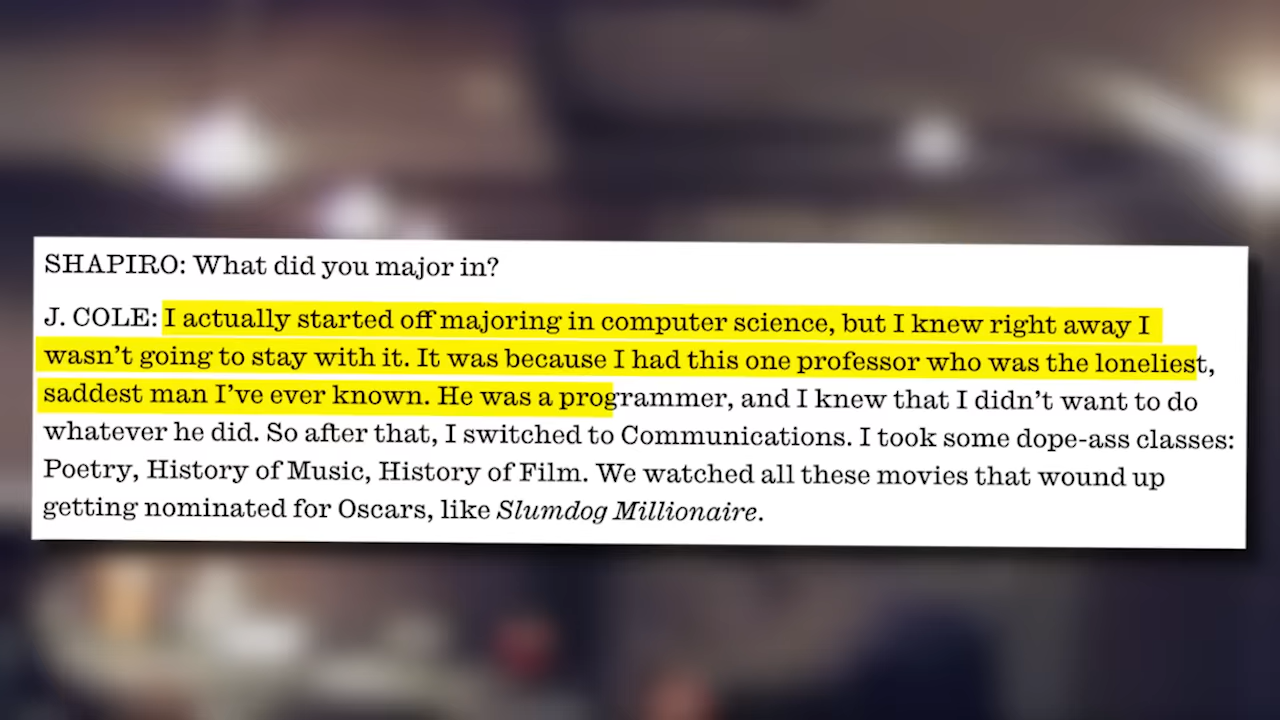 SHAPIRO: What did you major in?
J. COLE: I actually started off majoring in computer science, but I knew right away I
wasn’t going to stay with it. It was because I had this one professor who was the loneliest,
saddest man I’ve ever known. He was a programmer, and I knew that I didn’t want to do
whatever he did. So after that, I switched to Communications. I took some dope-ass classes:
Poetry, History of Music, History of Film. We watched all these movies that wound up
getting nominated for Oscars, like Slumdog Millionaire.